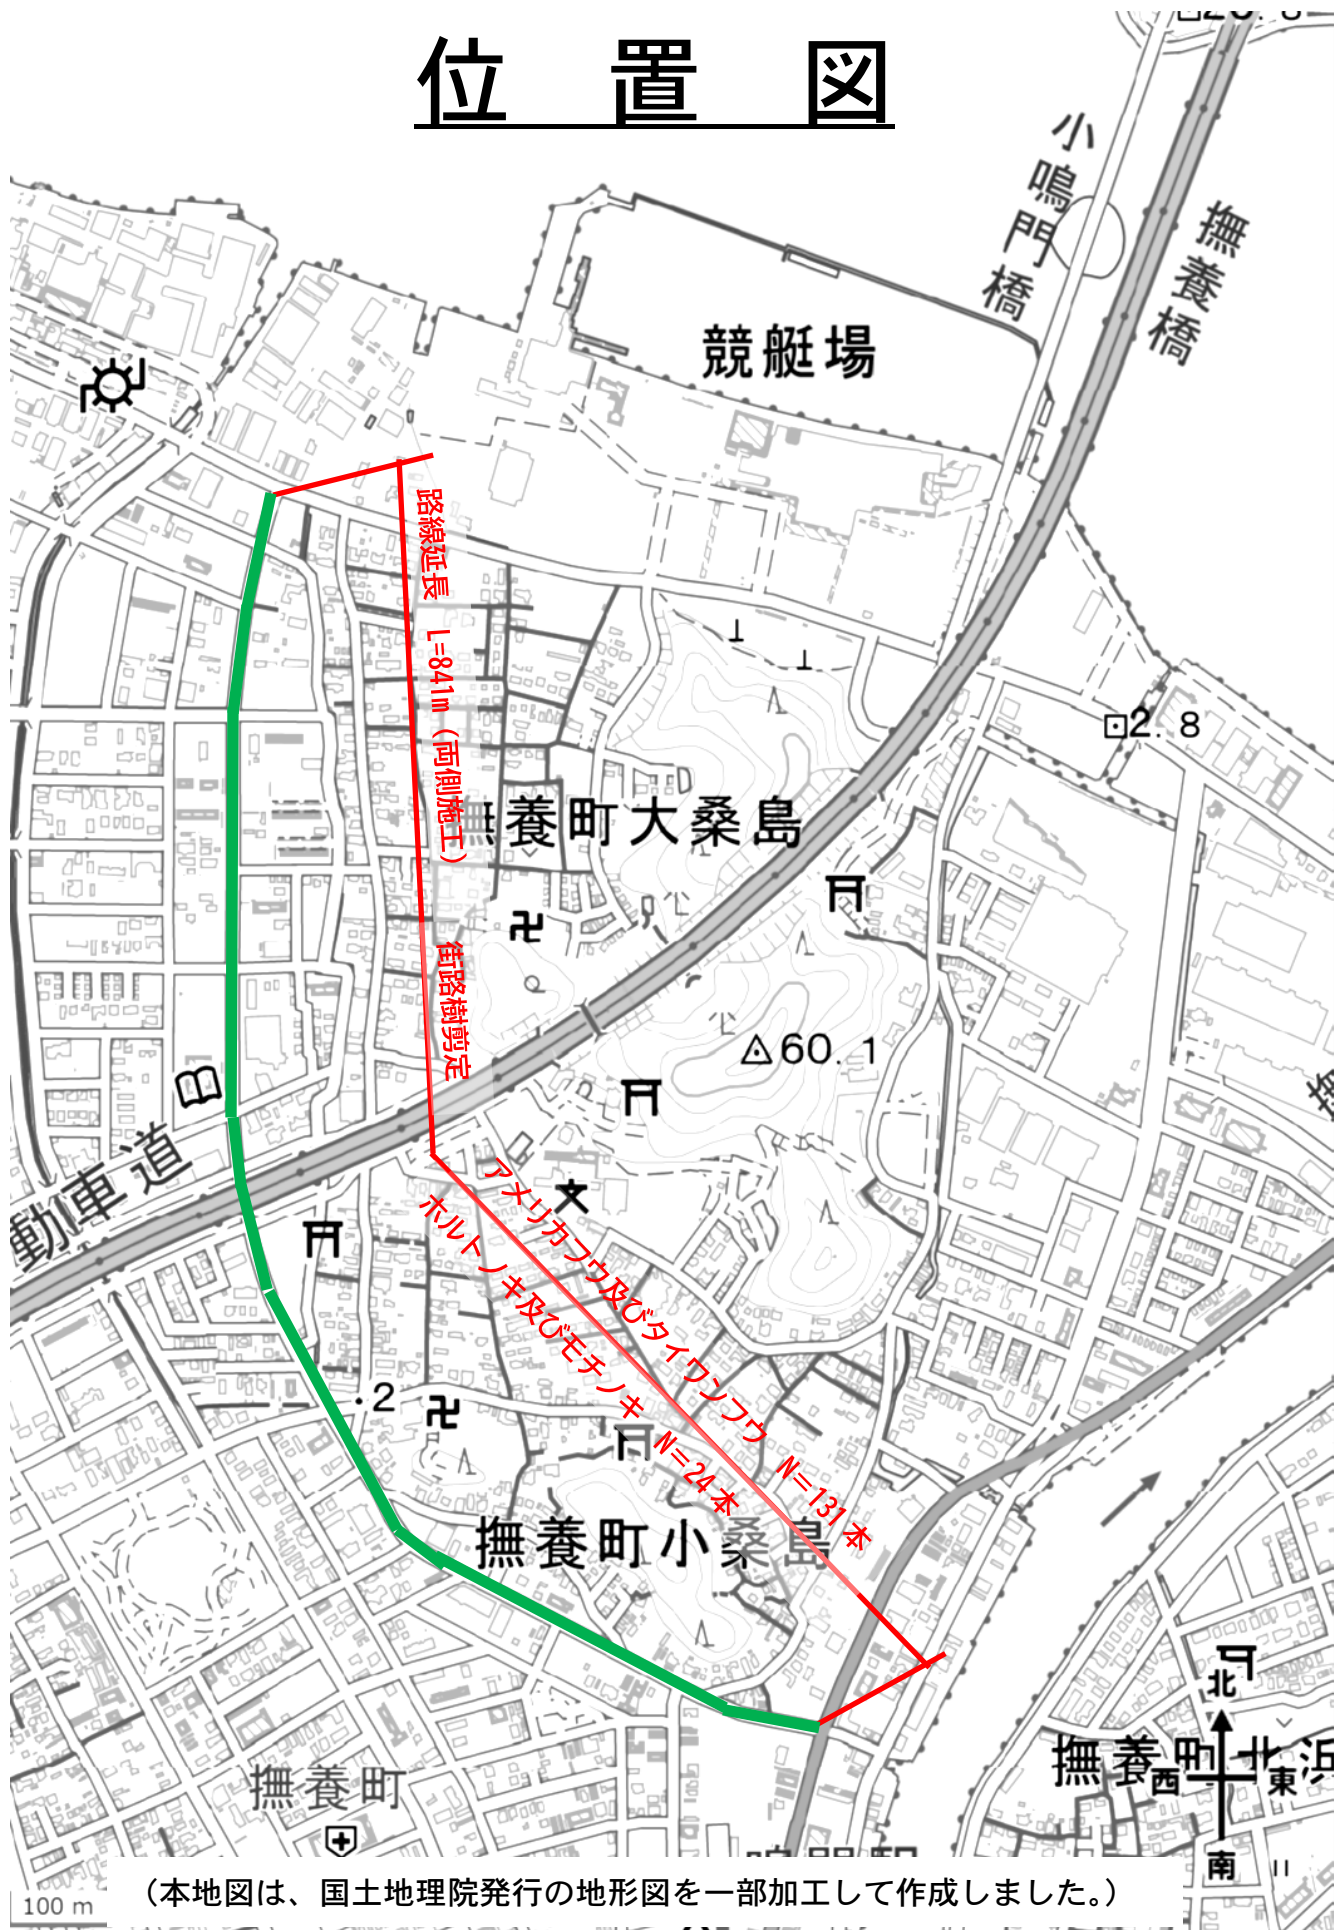 位置図
小鳴門橋
撫養橋
競艇場
路線延長 L=841m（両側施工） 街路樹剪定
2.8
撫養町大桑島
60.1
動車道
アメリカフウ及びタイワンフウ N=131本
ホルトノキ及びモチノキ N=24本
・2
撫養町小桑島
北
撫養町北浜
西 東
撫養町
南
100 m
（本地図は、国土地理院発行の地形図を一部加工して作成しました。）